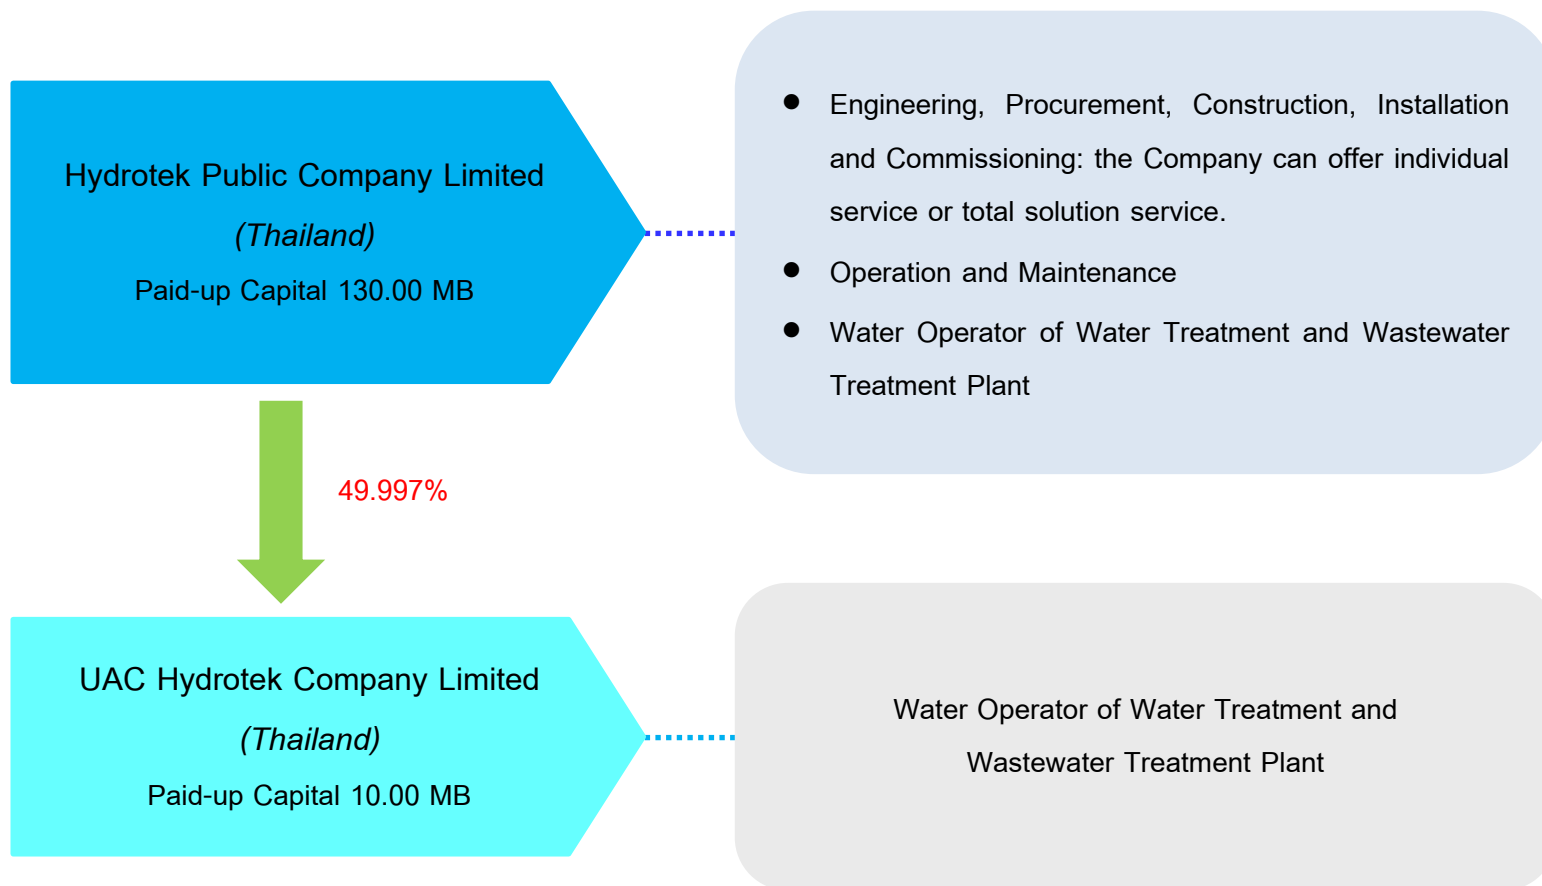 Hydrotek Public Company Limited
(Thailand)
Paid-up Capital 130.00 MB
● Engineering, Procurement, Construction, Installation
and Commissioning: the Company can offer individual
service or total solution service.
● Operation and Maintenance
● Water Operator of Water Treatment and Wastewater
Treatment Plant
49.997%
UAC Hydrotek Company Limited
(Thailand)
Paid-up Capital 10.00 MB
Water Operator of Water Treatment and
Wastewater Treatment Plant